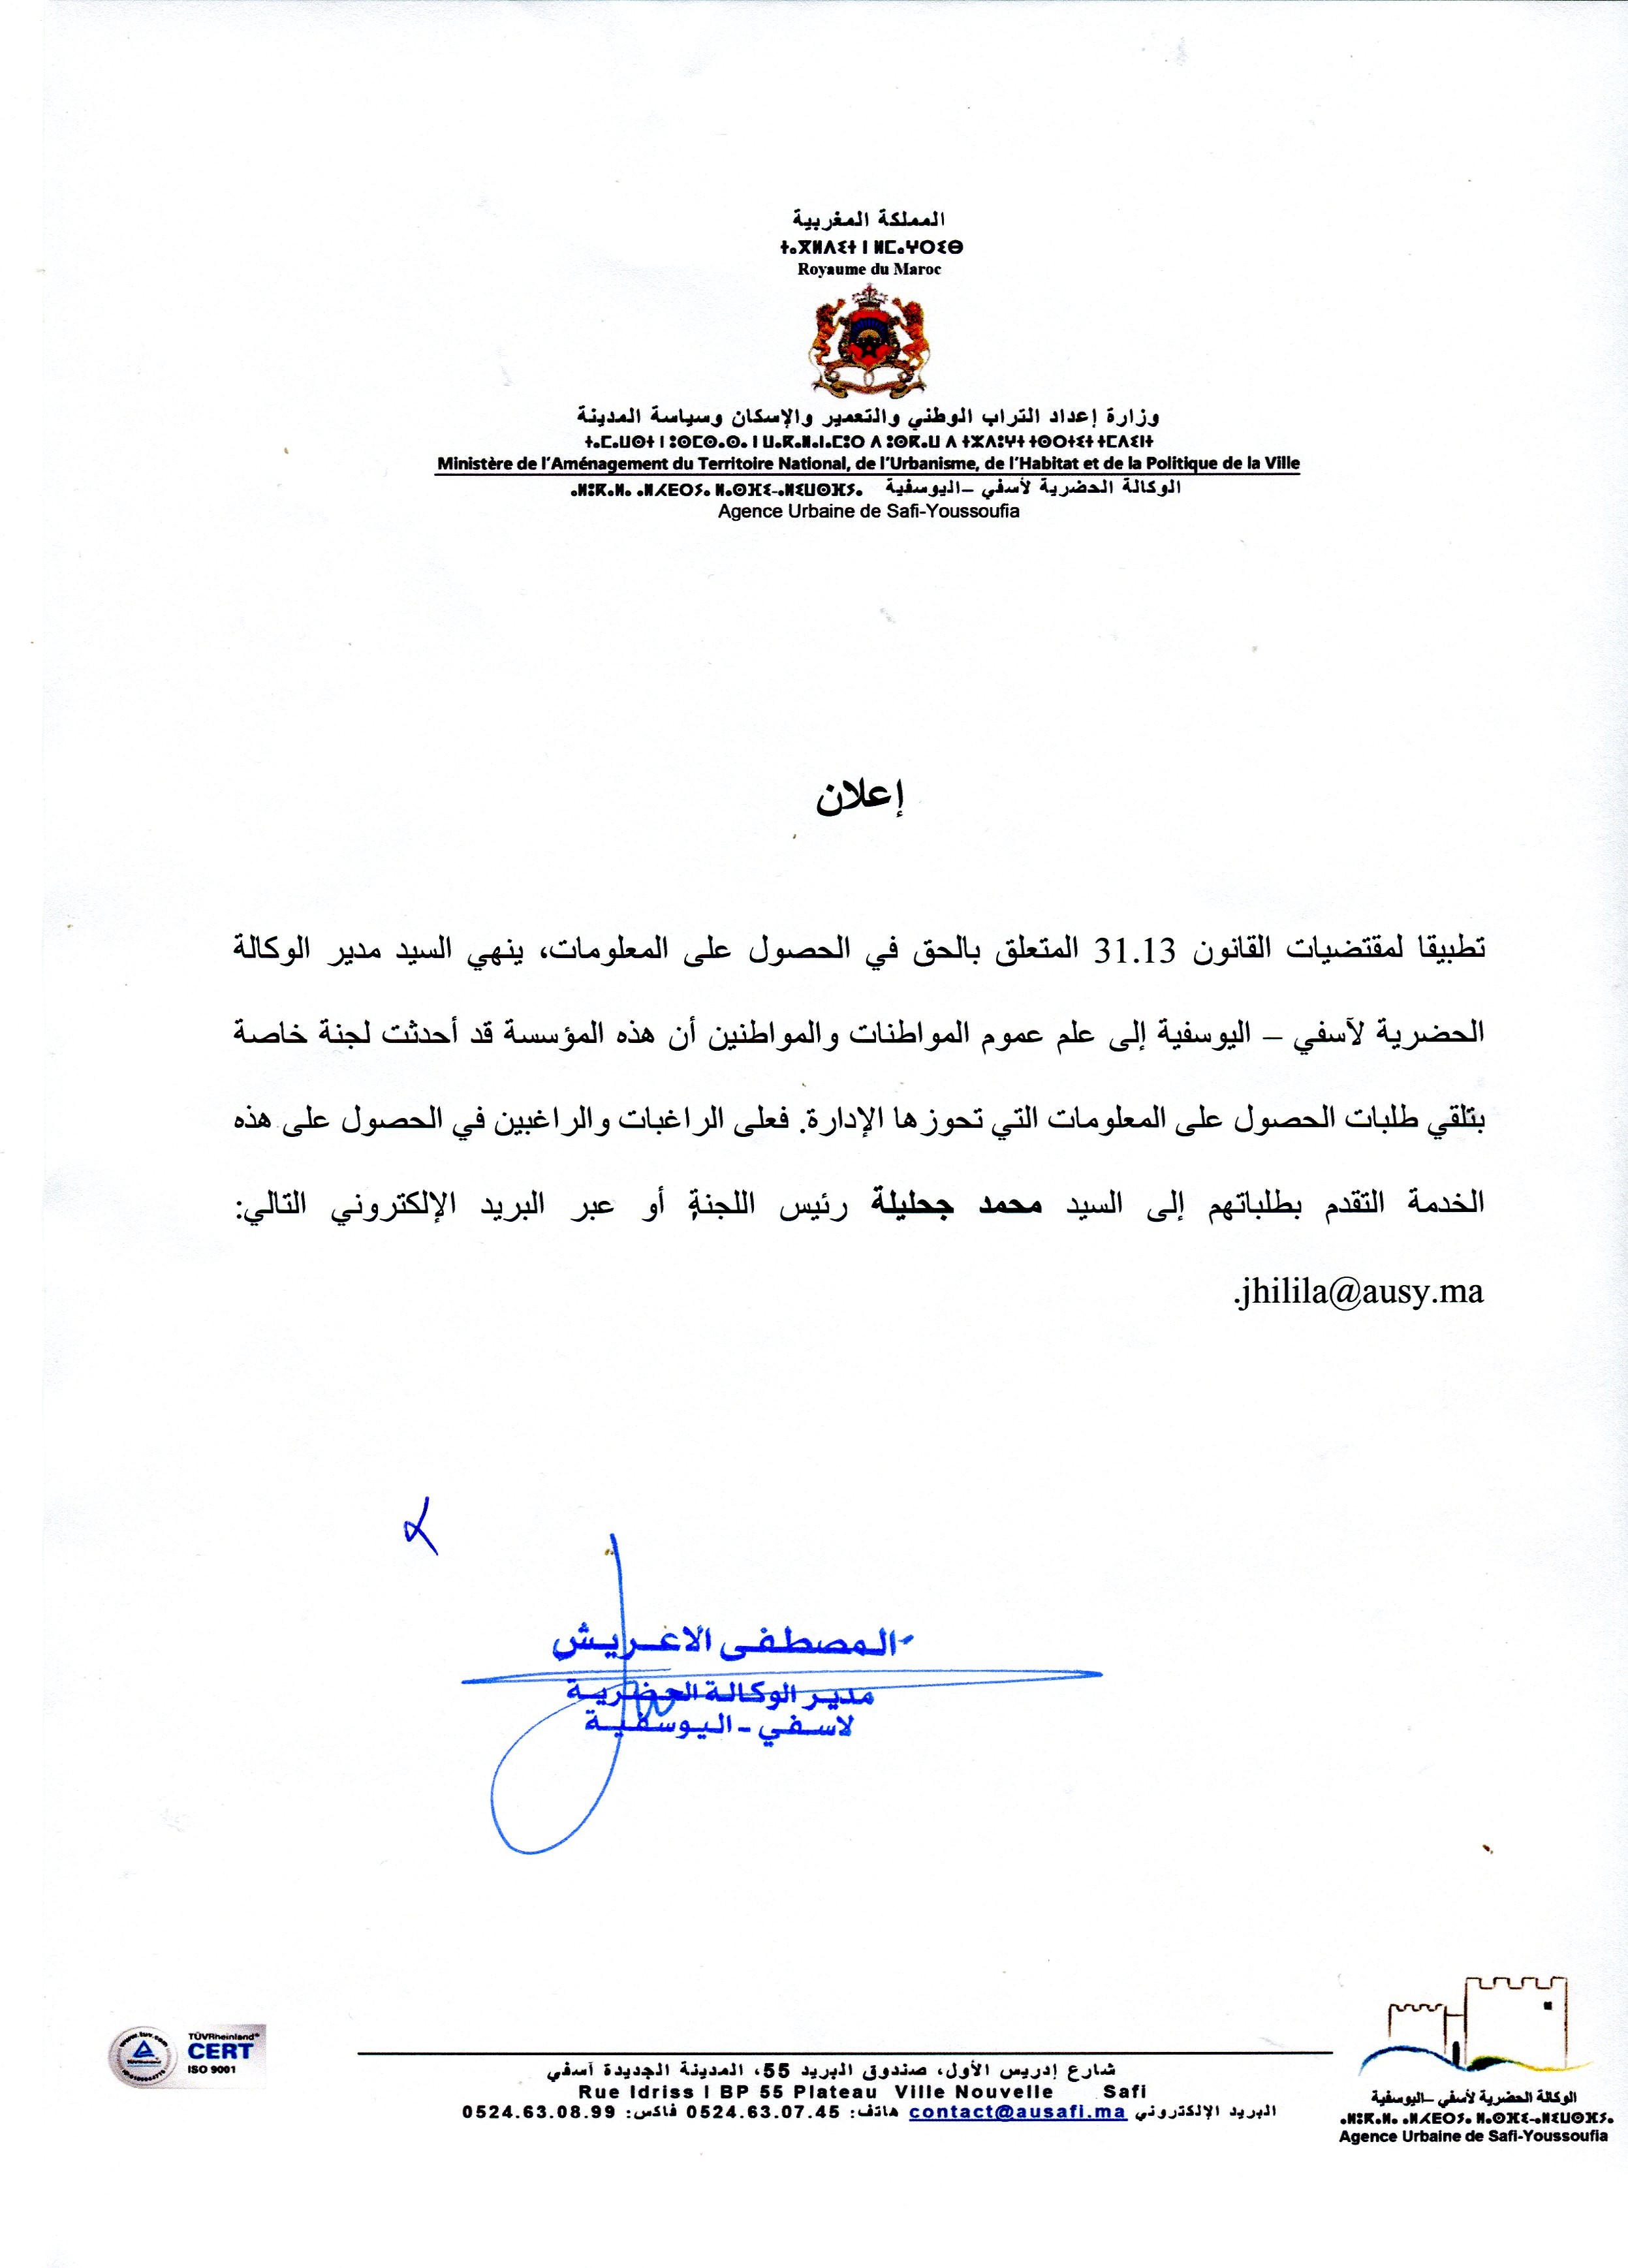 المملكة المغربية
ⵜⴰⴳⵍⴷⵉⵜ ⵏ ⵍⵎⴰⵖⵔⵉⴱ
Royaume du Maroc
وزارة إعداد التراب الوطني والتعمير والإسكان وسياسة المدينة
Ministère de l'Aménagement du Territoire National, de l'Urbanisme, de l'Habitat et de la Politique de la Ville
الوكالة الحضرية لأسفي –اليوسفية
Agence Urbaine de Safi-Youssoufia
إعلان
تطبيقا لمقتضيات القانون 31.13 المتعلق بالحق في الحصول على المعلومات، ينهي السيد مدير الوكالة
الحضرية لآسفي – اليوسفية إلى علم عموم المواطنات والمواطنين أن هذه المؤسسة قد أحدثت لجنة خاصة
بتلقي طلبات الحصول على المعلومات التي تحوزها الإدارة. فعلى الراغبات والراغبين في الحصول على هذه
الخدمة التقدم بطلباتهم إلى السيد محمد جحليلة رئيس اللجنة أو عبر البريد الإلكتروني التالي:
jhilila@ausy.ma.
المصطفى الاغريش
مدير الوكالة الحضرية
لاسفي - اليوسفية
TÜVRheinland
CERT
ISO 9001
شارع إدريس الأول، صندوق البريد 55، المدينة الجديدة آسفي
Rue Idriss I BP 55 Plateau Ville Nouvelle Safi
البريد الإلكتروني contact@ausafi.ma هاتف: 0524.63.07.45 فاكس: 0524.63.08.99
الوكالة الحضرية لأسفي –اليوسفية
Agence Urbaine de Safi-Youssoufia